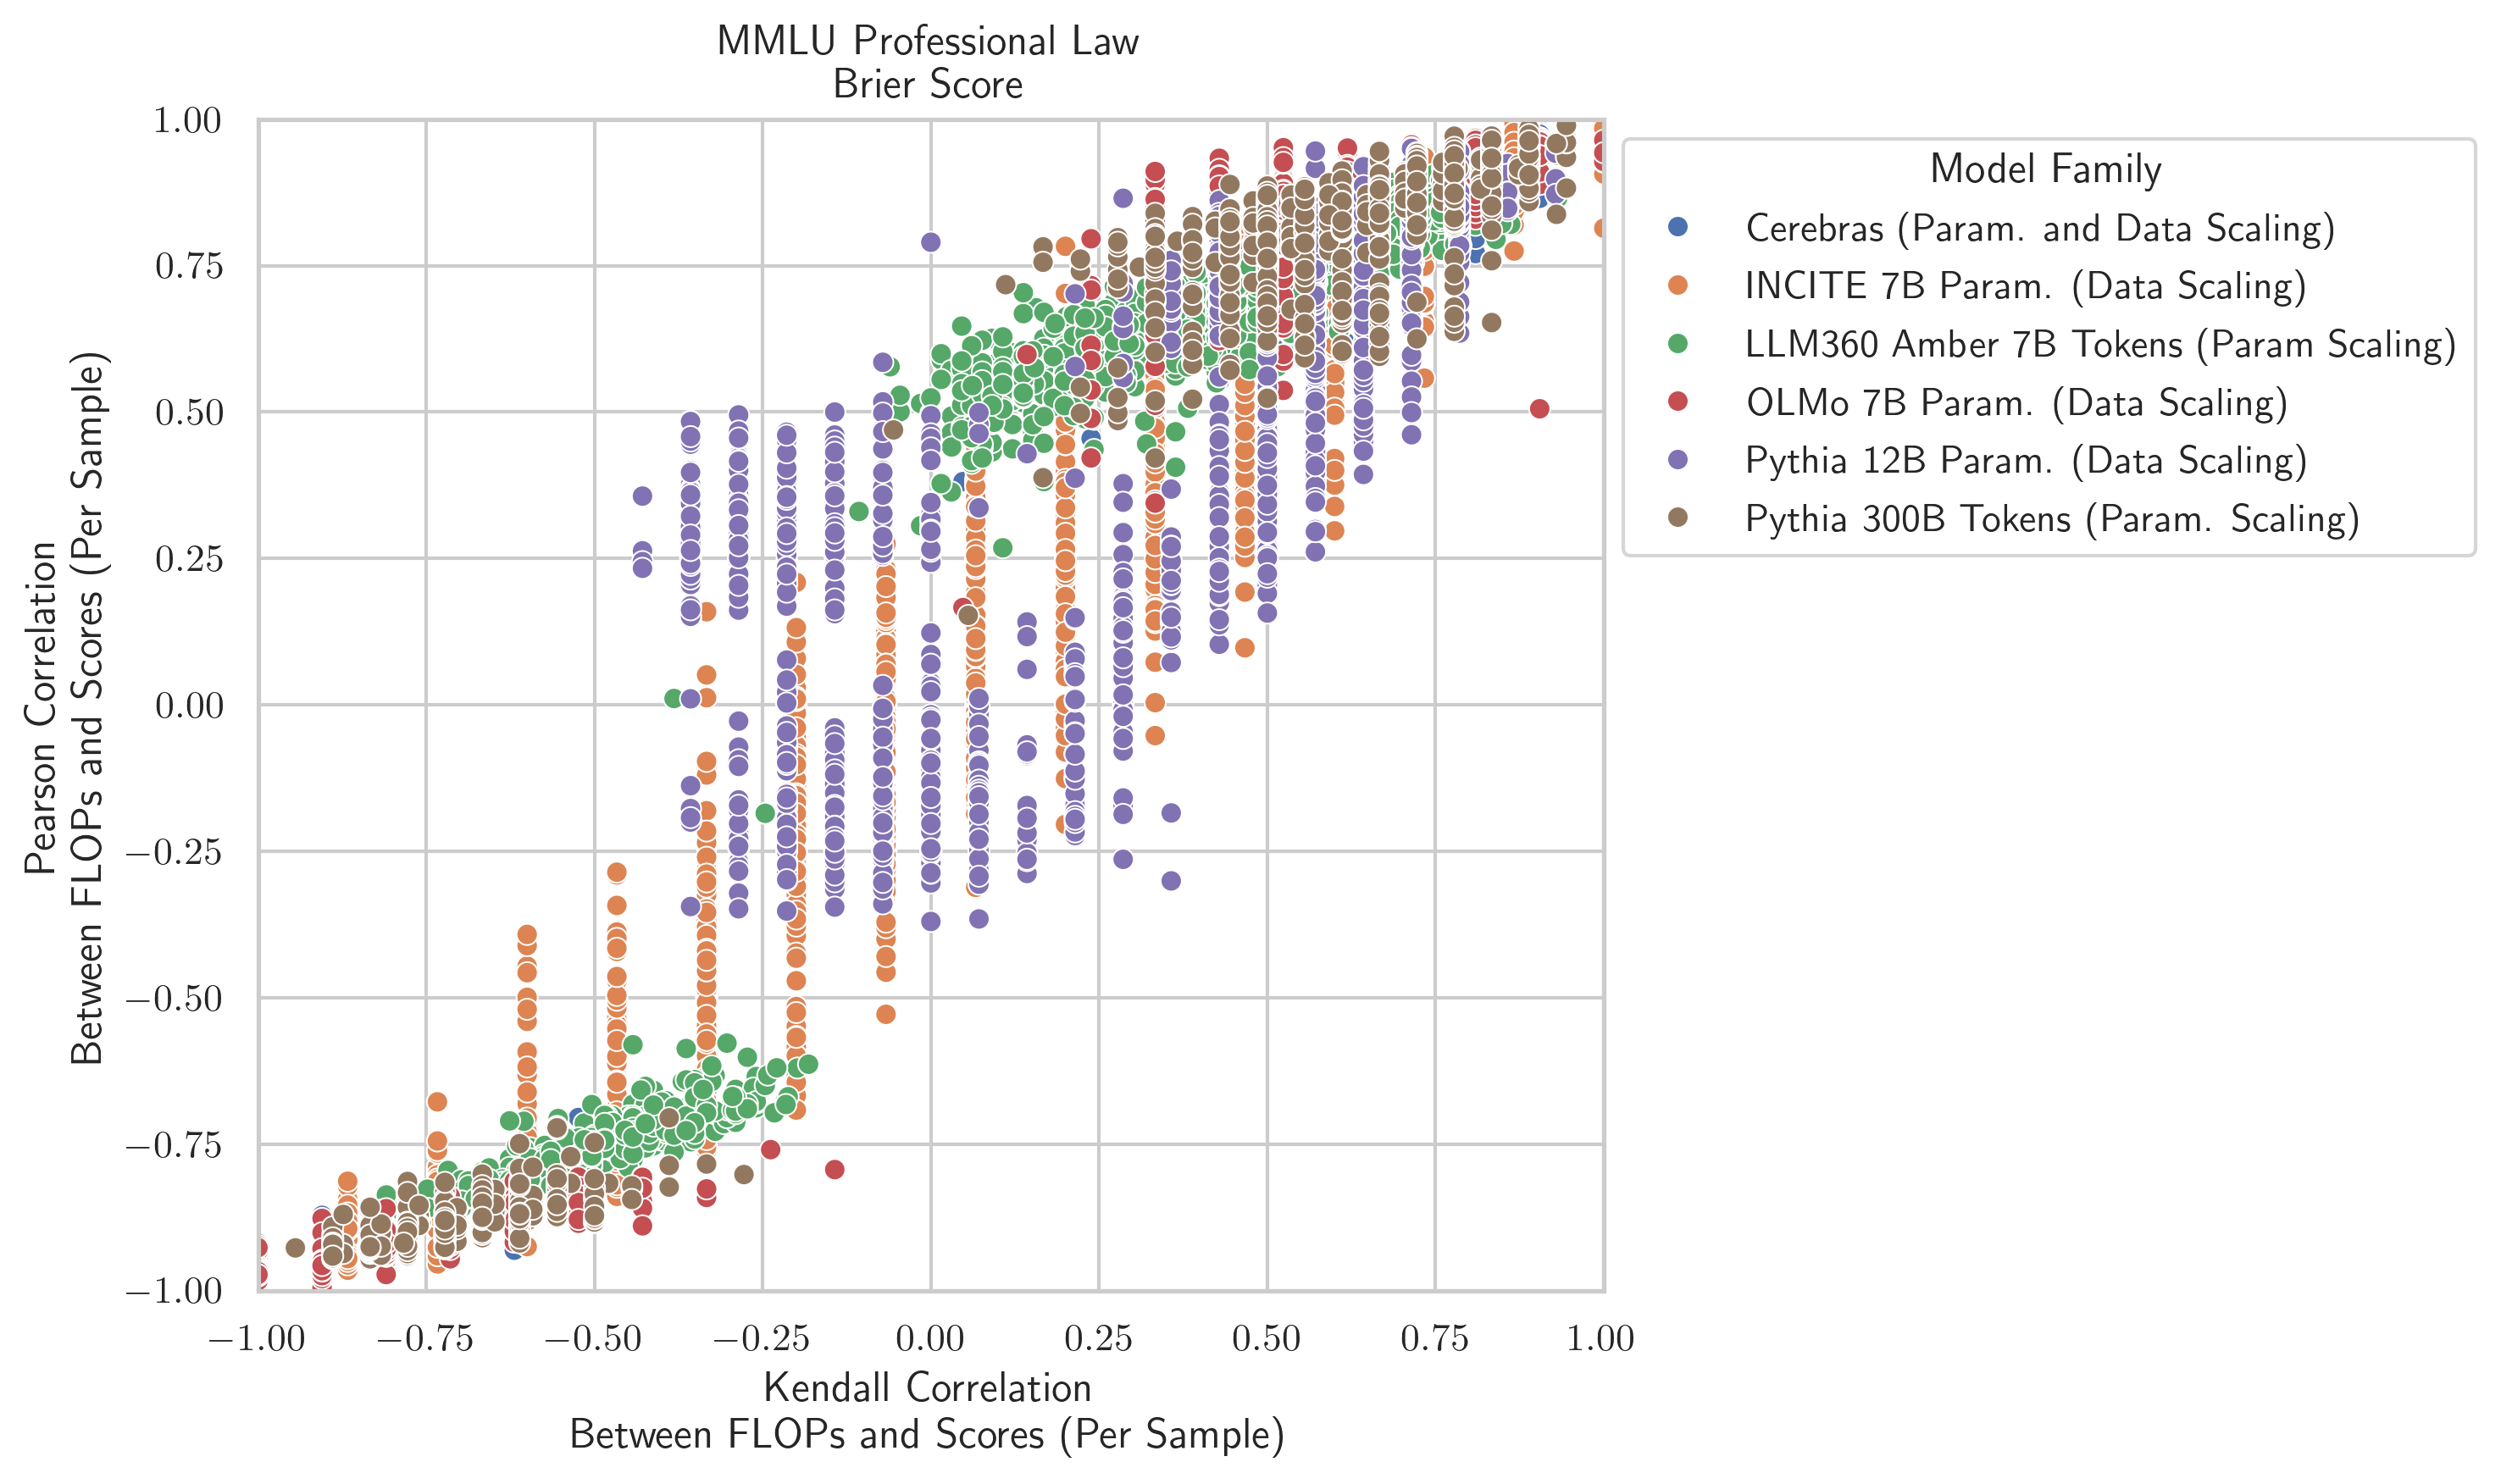 MMLU Professional Law
Brier Score
Pearson Correlation
Between FLOPs and Scores (Per Sample)
1.00
0.75
0.50
0.25
0.00
−0.25
−0.50
−0.75
−1.00
−1.00 −0.75 −0.50 −0.25 0.00 0.25 0.50 0.75 1.00
Kendall Correlation
Between FLOPs and Scores (Per Sample)
Model Family
Cerebras (Param. and Data Scaling)
INCITE 7B Param. (Data Scaling)
LLM360 Amber 7B Tokens (Param Scaling)
OLMo 7B Param. (Data Scaling)
Pythia 12B Param. (Data Scaling)
Pythia 300B Tokens (Param. Scaling)